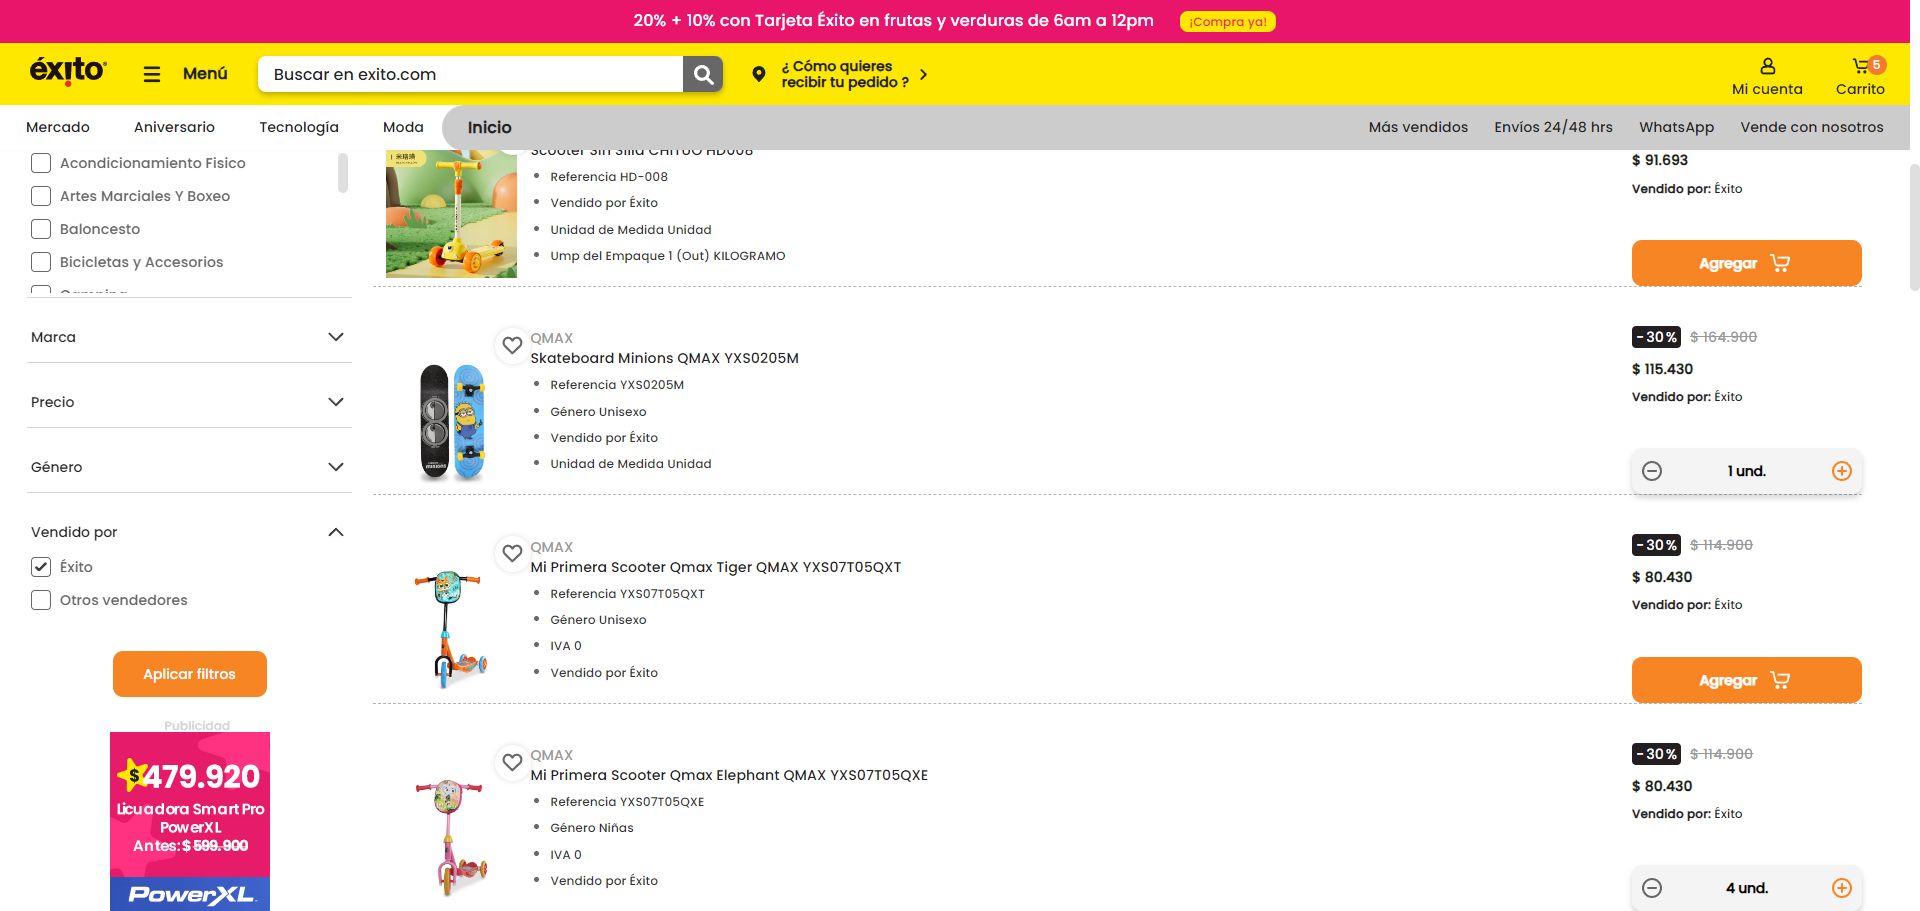 20% + 10% con Tarjeta Éxito en frutas y verduras de 6am a 12pm
¡Compra ya!
éxito
Menú
Buscar en exito.com
¿ Cómo quieres
recibir tu pedido ?
Mi cuenta
5
Carrito
Mercado
Aniversario
Tecnología
Moda
Inicio
Más vendidos
Envíos 24/48 hrs
WhatsApp
Vende con nosotros
Acondicionamiento Fisico
Artes Marciales Y Boxeo
Baloncesto
Bicicletas y Accesorios
Camping
Marca
Precio
Género
Vendido por
Éxito
Otros vendedores
Aplicar filtros
Publicidad
$479.920
Licuadora Smart Pro
PowerXL
Antes: $ 599.900
PowerXL
Scooter Sin Silla CHITUO HD008
Referencia HD-008
Vendido por Éxito
Unidad de Medida Unidad
Ump del Empaque 1 (Out) KILOGRAMO
$ 91.693
Vendido por: Éxito
Agregar
QMAX
Skateboard Minions QMAX YXS0205M
Referencia YXS0205M
Género Unisexo
Vendido por Éxito
Unidad de Medida Unidad
-30% $ 164.900
$ 115.430
Vendido por: Éxito
1 und.
QMAX
Mi Primera Scooter Qmax Tiger QMAX YXS07T05QXT
Referencia YXS07T05QXT
Género Unisexo
IVA 0
Vendido por Éxito
-30% $ 114.900
$ 80.430
Vendido por: Éxito
Agregar
QMAX
Mi Primera Scooter Qmax Elephant QMAX YXS07T05QXE
Referencia YXS07T05QXE
Género Niñas
IVA 0
Vendido por Éxito
-30% $ 114.900
$ 80.430
Vendido por: Éxito
4 und.